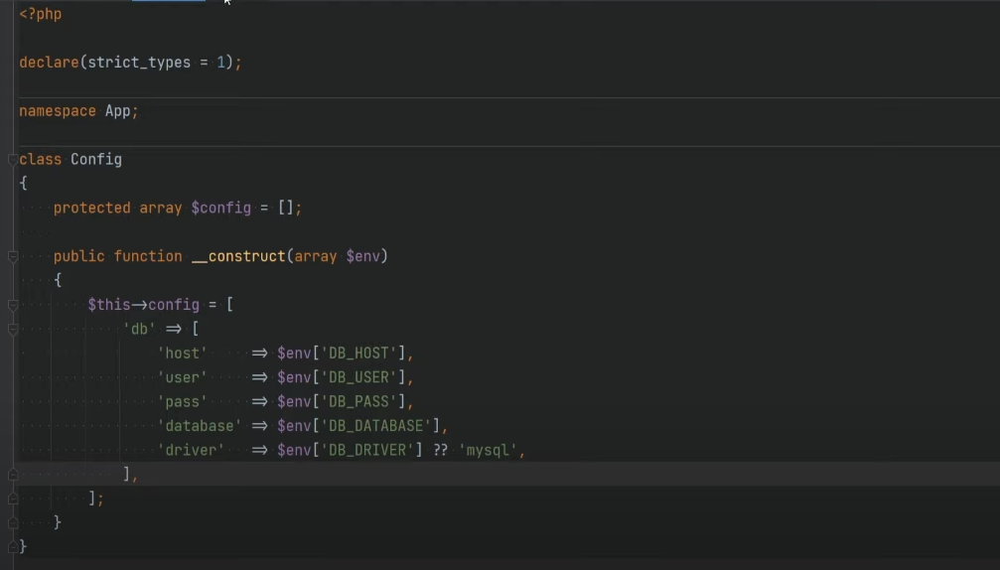 <?php
declare(strict_types = 1);
namespace App;
class Config
{
    protected array $config = [];
    public function __construct(array $env)
    {
        $this->config = [
            'db' => [
                'host'     => $env['DB_HOST'],
                'user'     => $env['DB_USER'],
                'pass'     => $env['DB_PASS'],
                'database' => $env['DB_DATABASE'],
                'driver'   => $env['DB_DRIVER'] ?? 'mysql',
            ],
        ];
    }
}